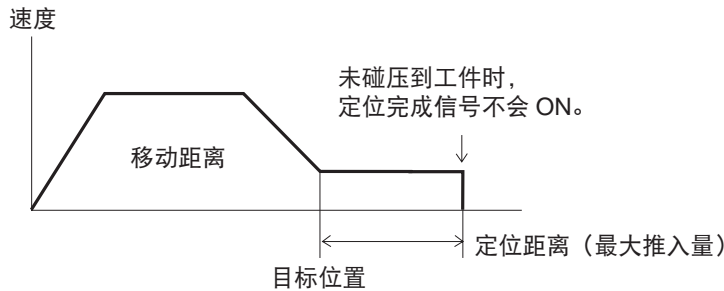 速度
未碰压到工件时，
定位完成信号不会 ON。
移动距离
定位距离（最大推入量）
目标位置